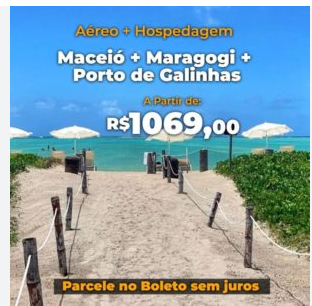 Aéreo + Hospedagem
Maceió + Maragogi +
Porto de Galinhas
A Partir de:
R$1069,00
Parcele no Boleto sem juros